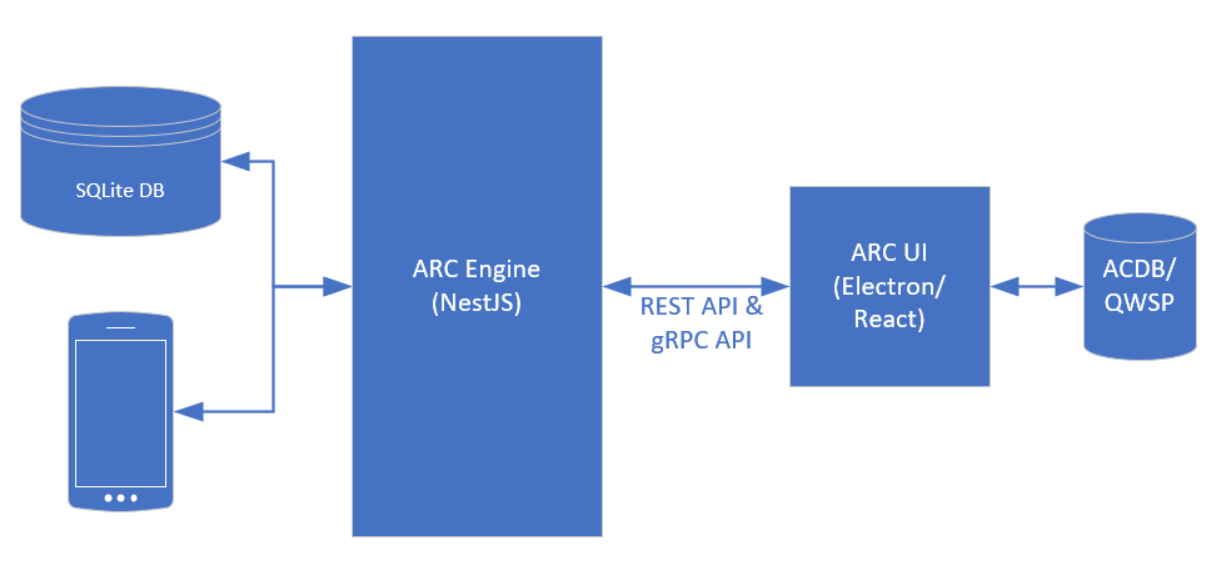 SQLite DB
ARC Engine
(NestJS)
REST API &
gRPC API
ARC UI
(Electron/
React)
ACDB/
QWSP